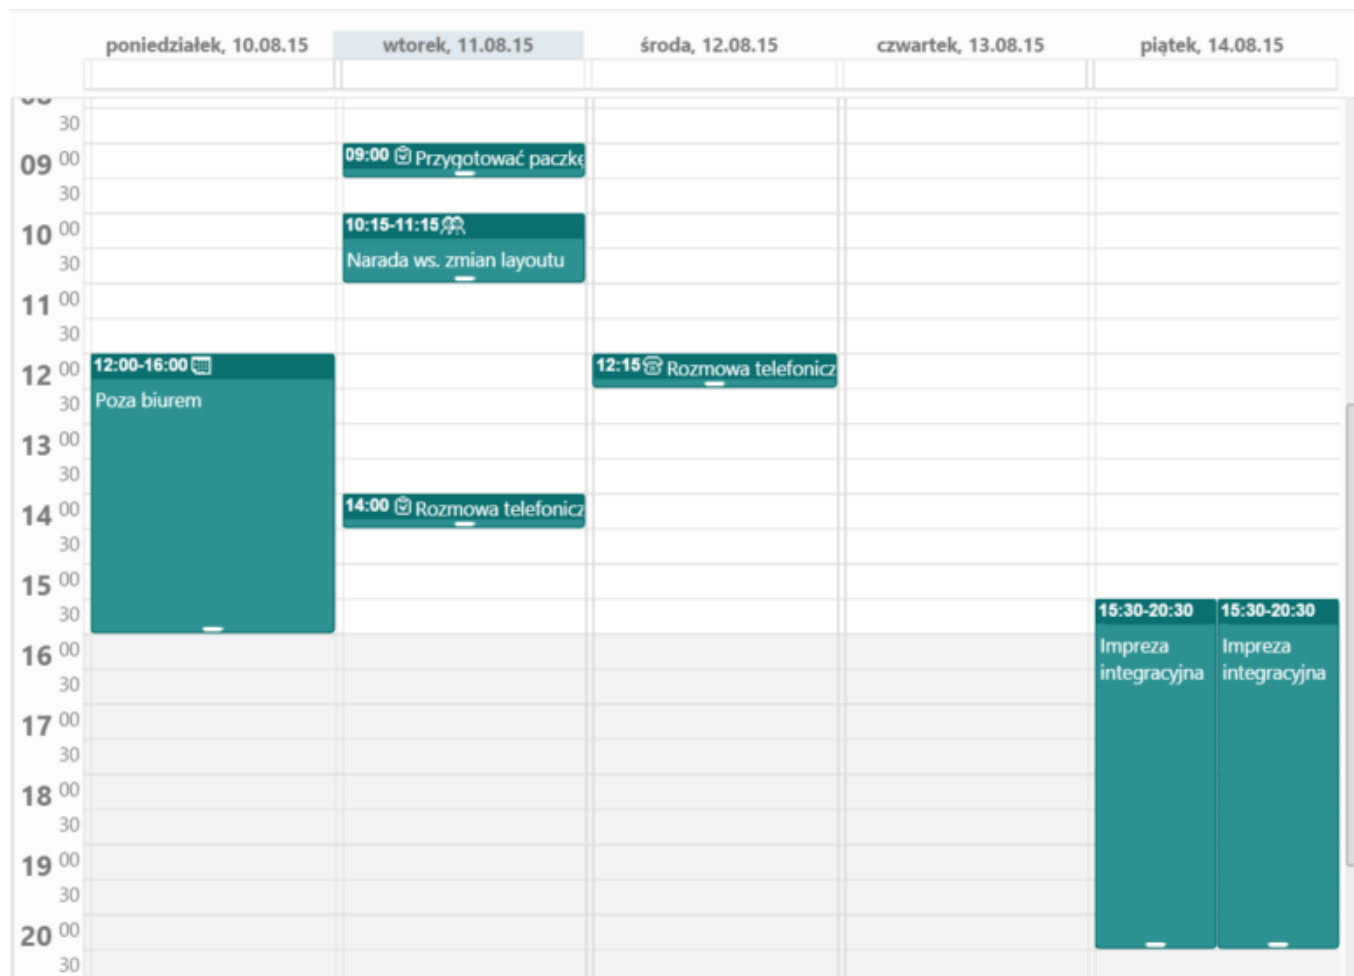 poniedziałek, 10.08.15 wtorek, 11.08.15 środa, 12.08.15 czwartek, 13.08.15 piątek, 14.08.15
30
09 00 09:00 Przygotować paczkę
30
10 00 10:15-11:15
30 Narada ws. zmian layoutu
11 00
30
12 00 12:00-16:00 12:15 Rozmowa telefonicz
30 Poza biurem
13 00
30
14 00 14:00 Rozmowa telefonicz
30
15 00
30 15:30-20:30 15:30-20:30
16 00 Impreza Impreza
integracyjna integracyjna
30
17 00
30
18 00
30
19 00
30
20 00
30